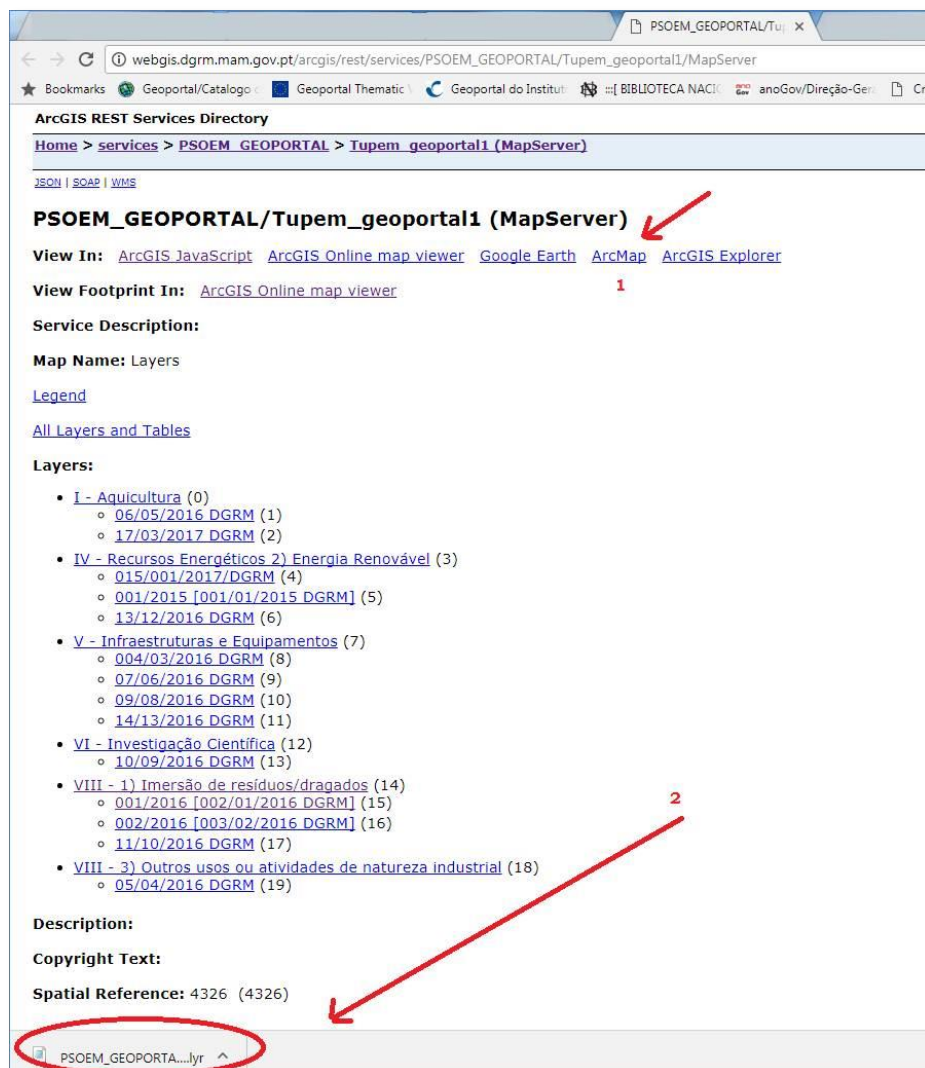 PSOEM_GEOPORTAL/Tup
webgis.dgrm.mam.gov.pt/arcgis/rest/services/PSOEM_GEOPORTAL/Tupem_geoportal1/MapServer
Bookmarks Geoportal/Catalogo Geoportal Thematic Geoportal do Institut :::[ BIBLIOTECA NACI anoGov/Direção-Ger Cr
ArcGIS REST Services Directory
Home > services > PSOEM_GEOPORTAL > Tupem_geoportal1 (MapServer)
JSON | SOAP | WMS
PSOEM_GEOPORTAL/Tupem_geoportal1 (MapServer)
View In: ArcGIS JavaScript ArcGIS Online map viewer Google Earth ArcMap ArcGIS Explorer
1
View Footprint In: ArcGIS Online map viewer
Service Description:
Map Name: Layers
Legend
All Layers and Tables
Layers:
I - Aquicultura (0)
06/05/2016 DGRM (1)
17/03/2017 DGRM (2)
IV - Recursos Energéticos 2) Energia Renovável (3)
015/001/2017/DGRM (4)
001/2015 [001/01/2015 DGRM] (5)
13/12/2016 DGRM (6)
V - Infraestruturas e Equipamentos (7)
004/03/2016 DGRM (8)
07/06/2016 DGRM (9)
09/08/2016 DGRM (10)
14/13/2016 DGRM (11)
VI - Investigação Científica (12)
10/09/2016 DGRM (13)
VIII - 1) Imersão de resíduos/dragados (14)
001/2016 [002/01/2016 DGRM] (15)
2
002/2016 [003/02/2016 DGRM] (16)
11/10/2016 DGRM (17)
VIII - 3) Outros usos ou atividades de natureza industrial (18)
05/04/2016 DGRM (19)
Description:
Copyright Text:
Spatial Reference: 4326 (4326)
PSOEM_GEOPORTA....lyr